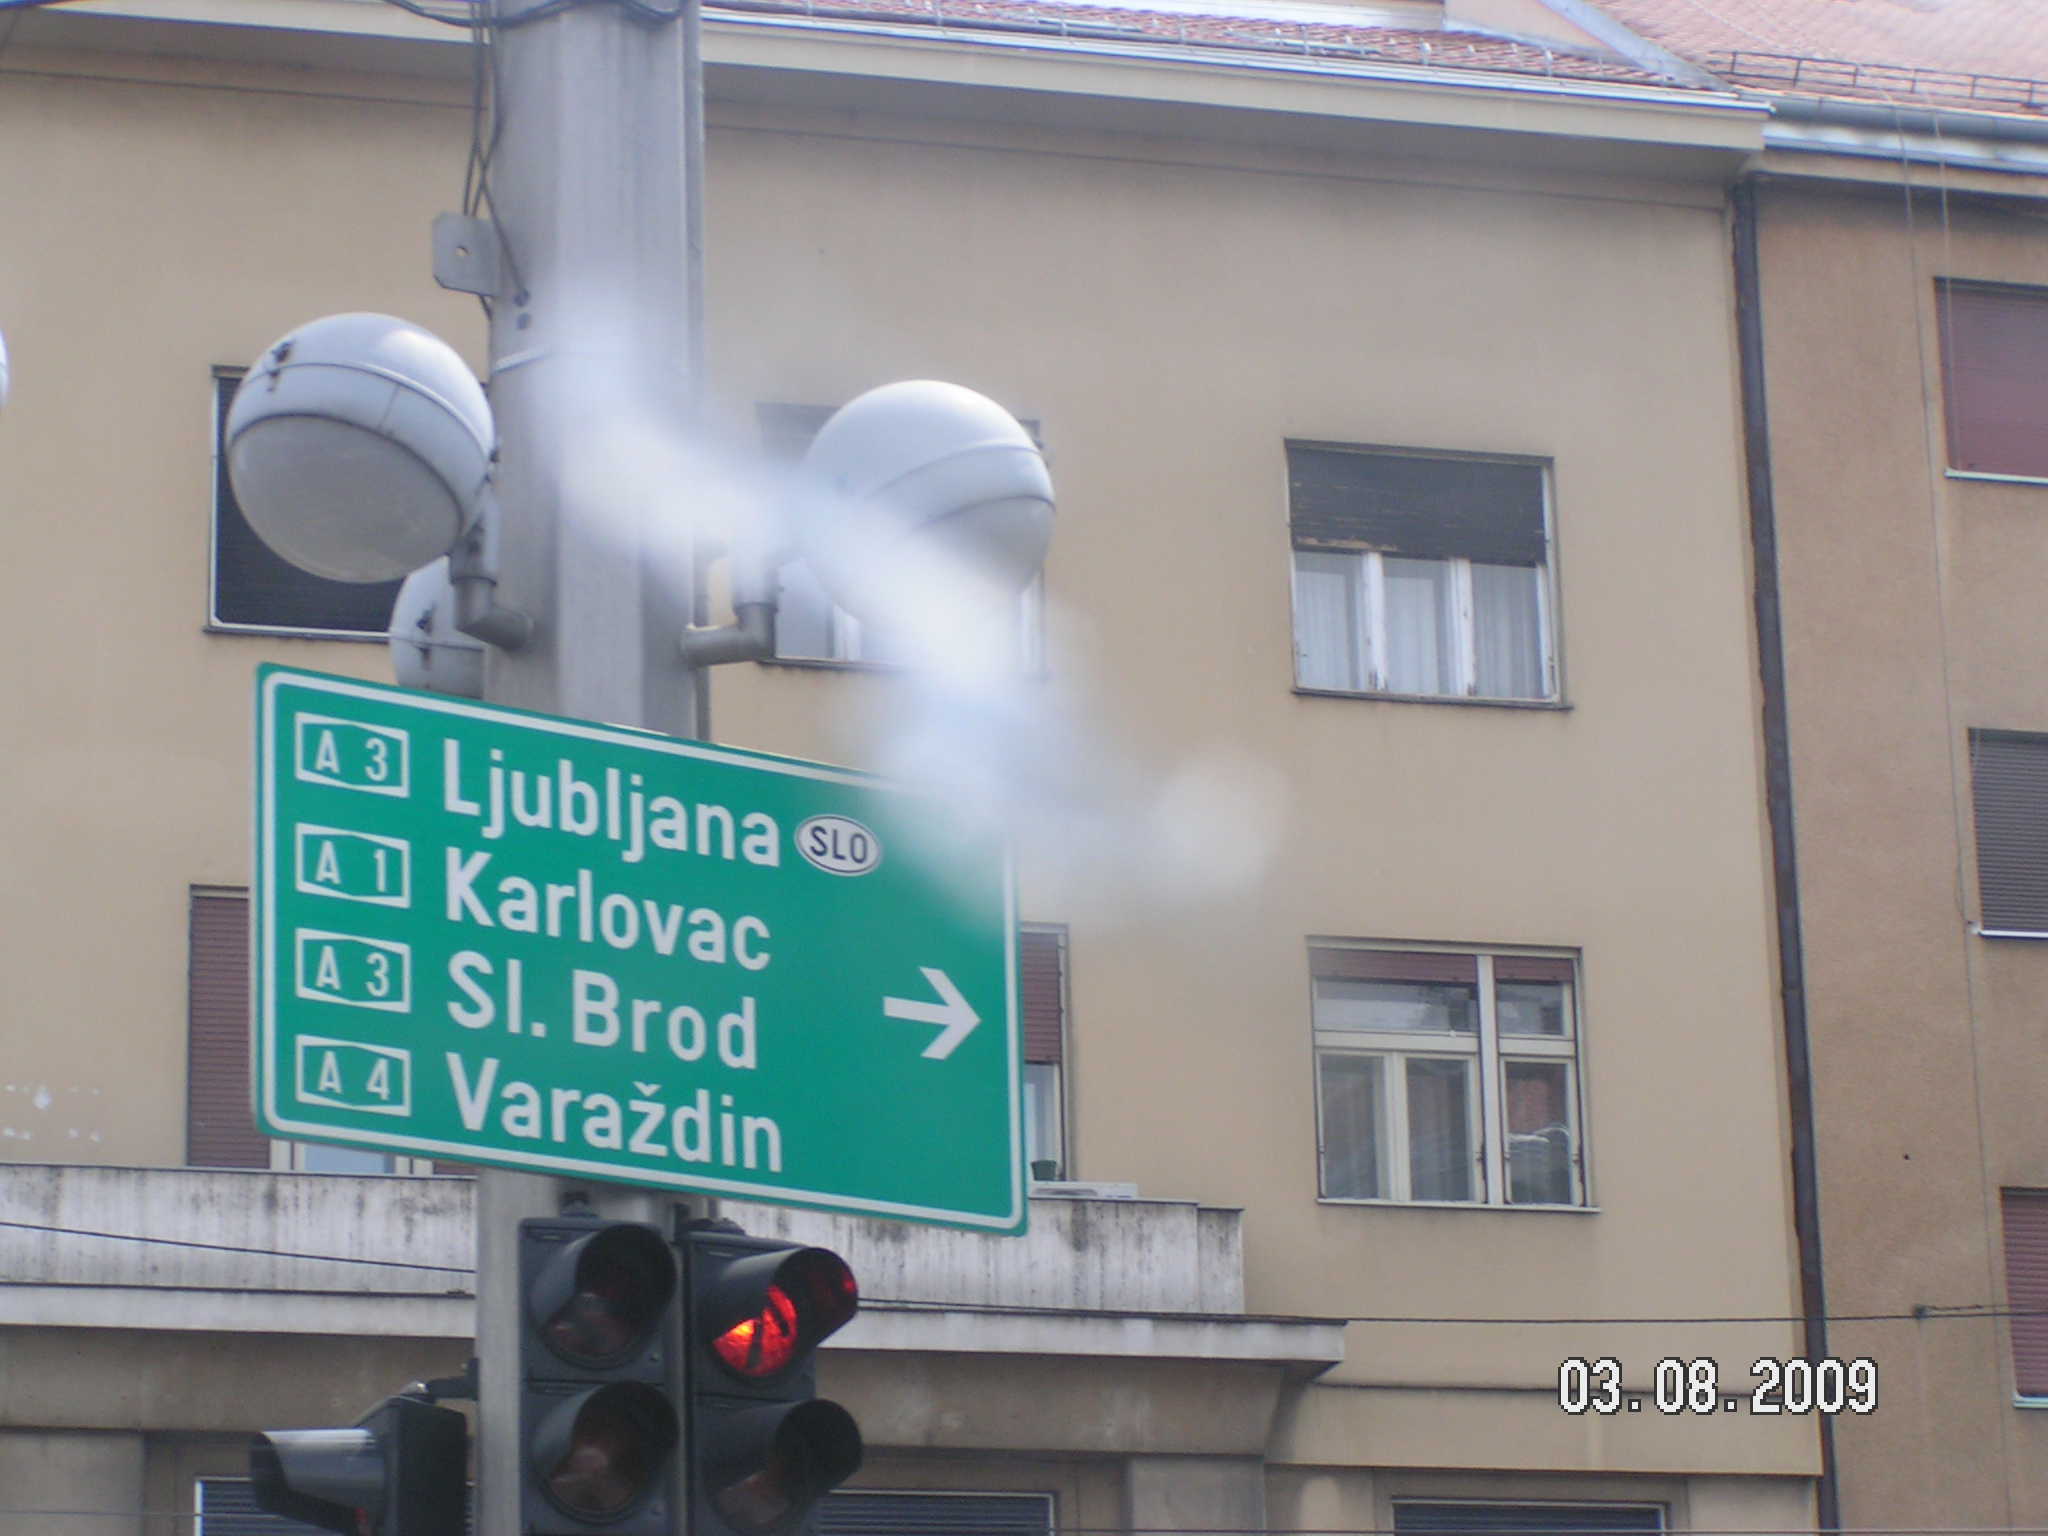 A 3 Ljubljana SLO
A 1 Karlovac
A 3 Sl. Brod
A 4 Varaždin
03.08.2009